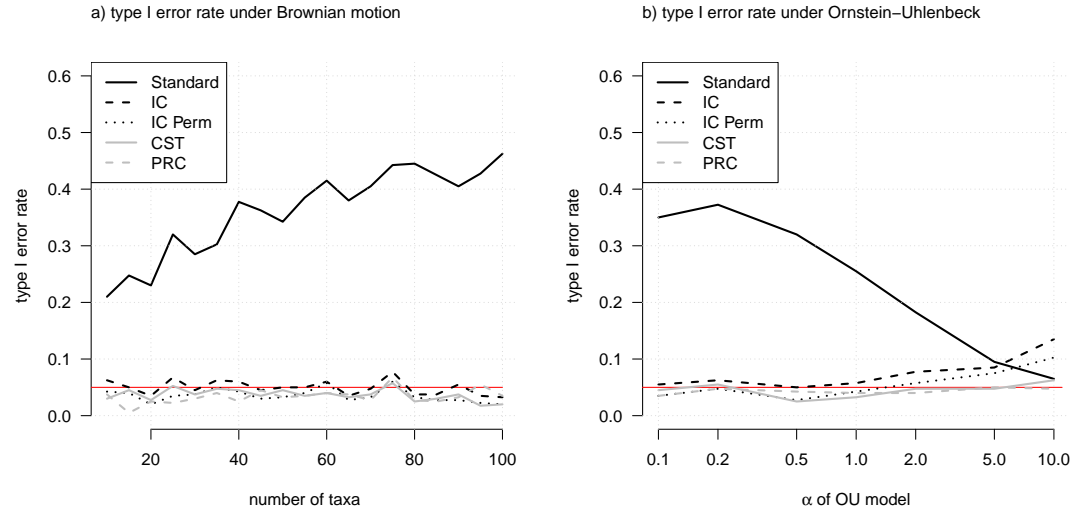 a) type I error rate under Brownian motion
Standard
IC
IC Perm
CST
PRC
0.6
0.5
0.4
0.3
0.2
0.1
0.0
type I error rate
20
40
60
80
100
number of taxa
b) type I error rate under Ornstein−Uhlenbeck
Standard
IC
IC Perm
CST
PRC
0.6
0.5
0.4
0.3
0.2
0.1
0.0
type I error rate
0.1
0.2
0.5
1.0
2.0
5.0
10.0
α of OU model